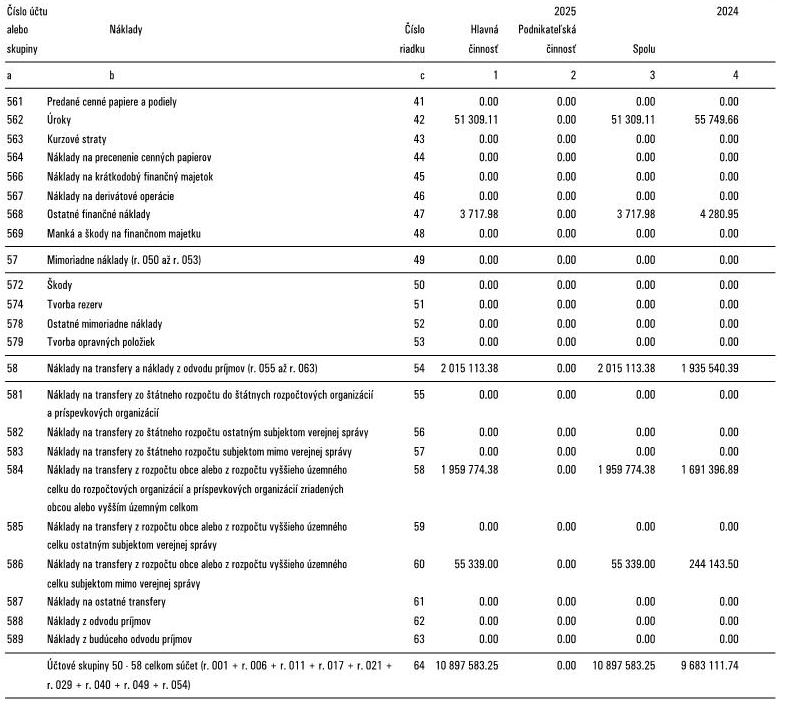 Číslo účtu 2025 2024
alebo Náklady Číslo Hlavná Podnikateľská
skupiny riadku činnosť činnosť Spolu
a b c 1 2 3 4
561 Predané cenné papiere a podiely 41 0.00 0.00 0.00 0.00
562 Úroky 42 51 309.11 0.00 51 309.11 55 749.66
563 Kurzové straty 43 0.00 0.00 0.00 0.00
564 Náklady na precenenie cenných papierov 44 0.00 0.00 0.00 0.00
566 Náklady na krátkodobý finančný majetok 45 0.00 0.00 0.00 0.00
567 Náklady na derivátové operácie 46 0.00 0.00 0.00 0.00
568 Ostatné finančné náklady 47 3 717.98 0.00 3 717.98 4 280.95
569 Manká a škody na finančnom majetku 48 0.00 0.00 0.00 0.00
57 Mimoriadne náklady (r. 050 až r. 053) 49 0.00 0.00 0.00 0.00
572 Škody 50 0.00 0.00 0.00 0.00
574 Tvorba rezerv 51 0.00 0.00 0.00 0.00
578 Ostatné mimoriadne náklady 52 0.00 0.00 0.00 0.00
579 Tvorba opravných položiek 53 0.00 0.00 0.00 0.00
58 Náklady na transfery a náklady z odvodu príjmov (r. 055 až r. 063) 54 2 015 113.38 0.00 2 015 113.38 1 935 540.39
581 Náklady na transfery zo štátneho rozpočtu do štátnych rozpočtových organizácií 55 0.00 0.00 0.00 0.00
a príspevkových organizácií
582 Náklady na transfery zo štátneho rozpočtu ostatným subjektom verejnej správy 56 0.00 0.00 0.00 0.00
583 Náklady na transfery zo štátneho rozpočtu subjektom mimo verejnej správy 57 0.00 0.00 0.00 0.00
584 Náklady na transfery z rozpočtu obce alebo z rozpočtu vyššieho územného 58 1 959 774.38 0.00 1 959 774.38 1 691 396.89
celku do rozpočtových organizácií a príspevkových organizácií zriadených
obcou alebo vyšším územným celkom
585 Náklady na transfery z rozpočtu obce alebo z rozpočtu vyššieho územného 59 0.00 0.00 0.00 0.00
celku ostatným subjektom verejnej správy
586 Náklady na transfery z rozpočtu obce alebo z rozpočtu vyššieho územného 60 55 339.00 0.00 55 339.00 244 143.50
celku subjektom mimo verejnej správy
587 Náklady na ostatné transfery 61 0.00 0.00 0.00 0.00
588 Náklady z odvodu príjmov 62 0.00 0.00 0.00 0.00
589 Náklady z budúceho odvodu príjmov 63 0.00 0.00 0.00 0.00
Účtové skupiny 50 - 58 celkom súčet (r. 001 + r. 006 + r. 011 + r. 017 + r. 021 + 64 10 897 583.25 0.00 10 897 583.25 9 683 111.74
r. 029 + r. 040 + r. 049 + r. 054)